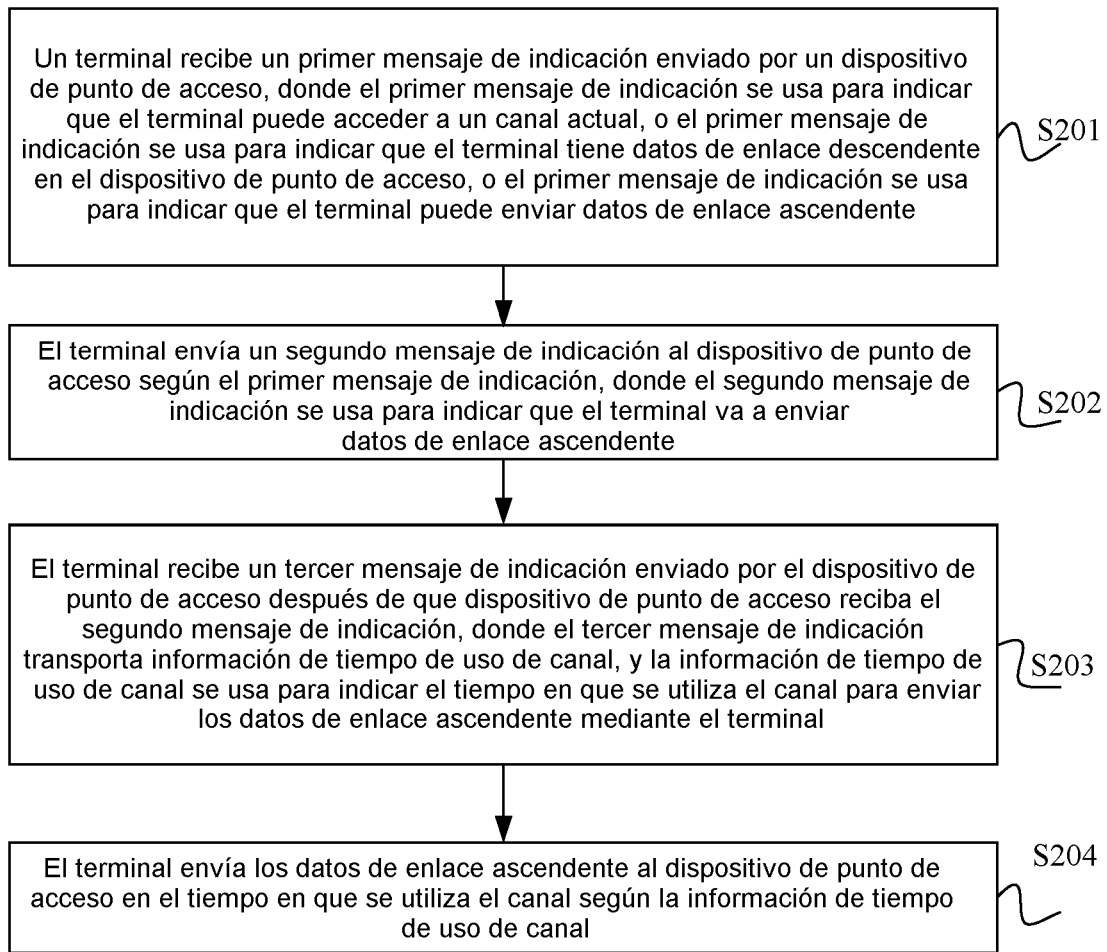 Un terminal recibe un primer mensaje de indicación enviado por un dispositivo
de punto de acceso, donde el primer mensaje de indicación se usa para indicar
que el terminal puede acceder a un canal actual, o el primer mensaje de
indicación se usa para indicar que el terminal tiene datos de enlace descendente
en el dispositivo de punto de acceso, o el primer mensaje de indicación se usa
para indicar que el terminal puede enviar datos de enlace ascendente
S201
El terminal envía un segundo mensaje de indicación al dispositivo de punto de
acceso según el primer mensaje de indicación, donde el segundo mensaje de
indicación se usa para indicar que el terminal va a enviar
datos de enlace ascendente
S202
El terminal recibe un tercer mensaje de indicación enviado por el dispositivo de
punto de acceso después de que dispositivo de punto de acceso reciba el
segundo mensaje de indicación, donde el tercer mensaje de indicación
transporta información de tiempo de uso de canal, y la información de tiempo de
uso de canal se usa para indicar el tiempo en que se utiliza el canal para enviar
los datos de enlace ascendente mediante el terminal
S203
El terminal envía los datos de enlace ascendente al dispositivo de punto de
acceso en el tiempo en que se utiliza el canal según la información de tiempo
de uso de canal
S204